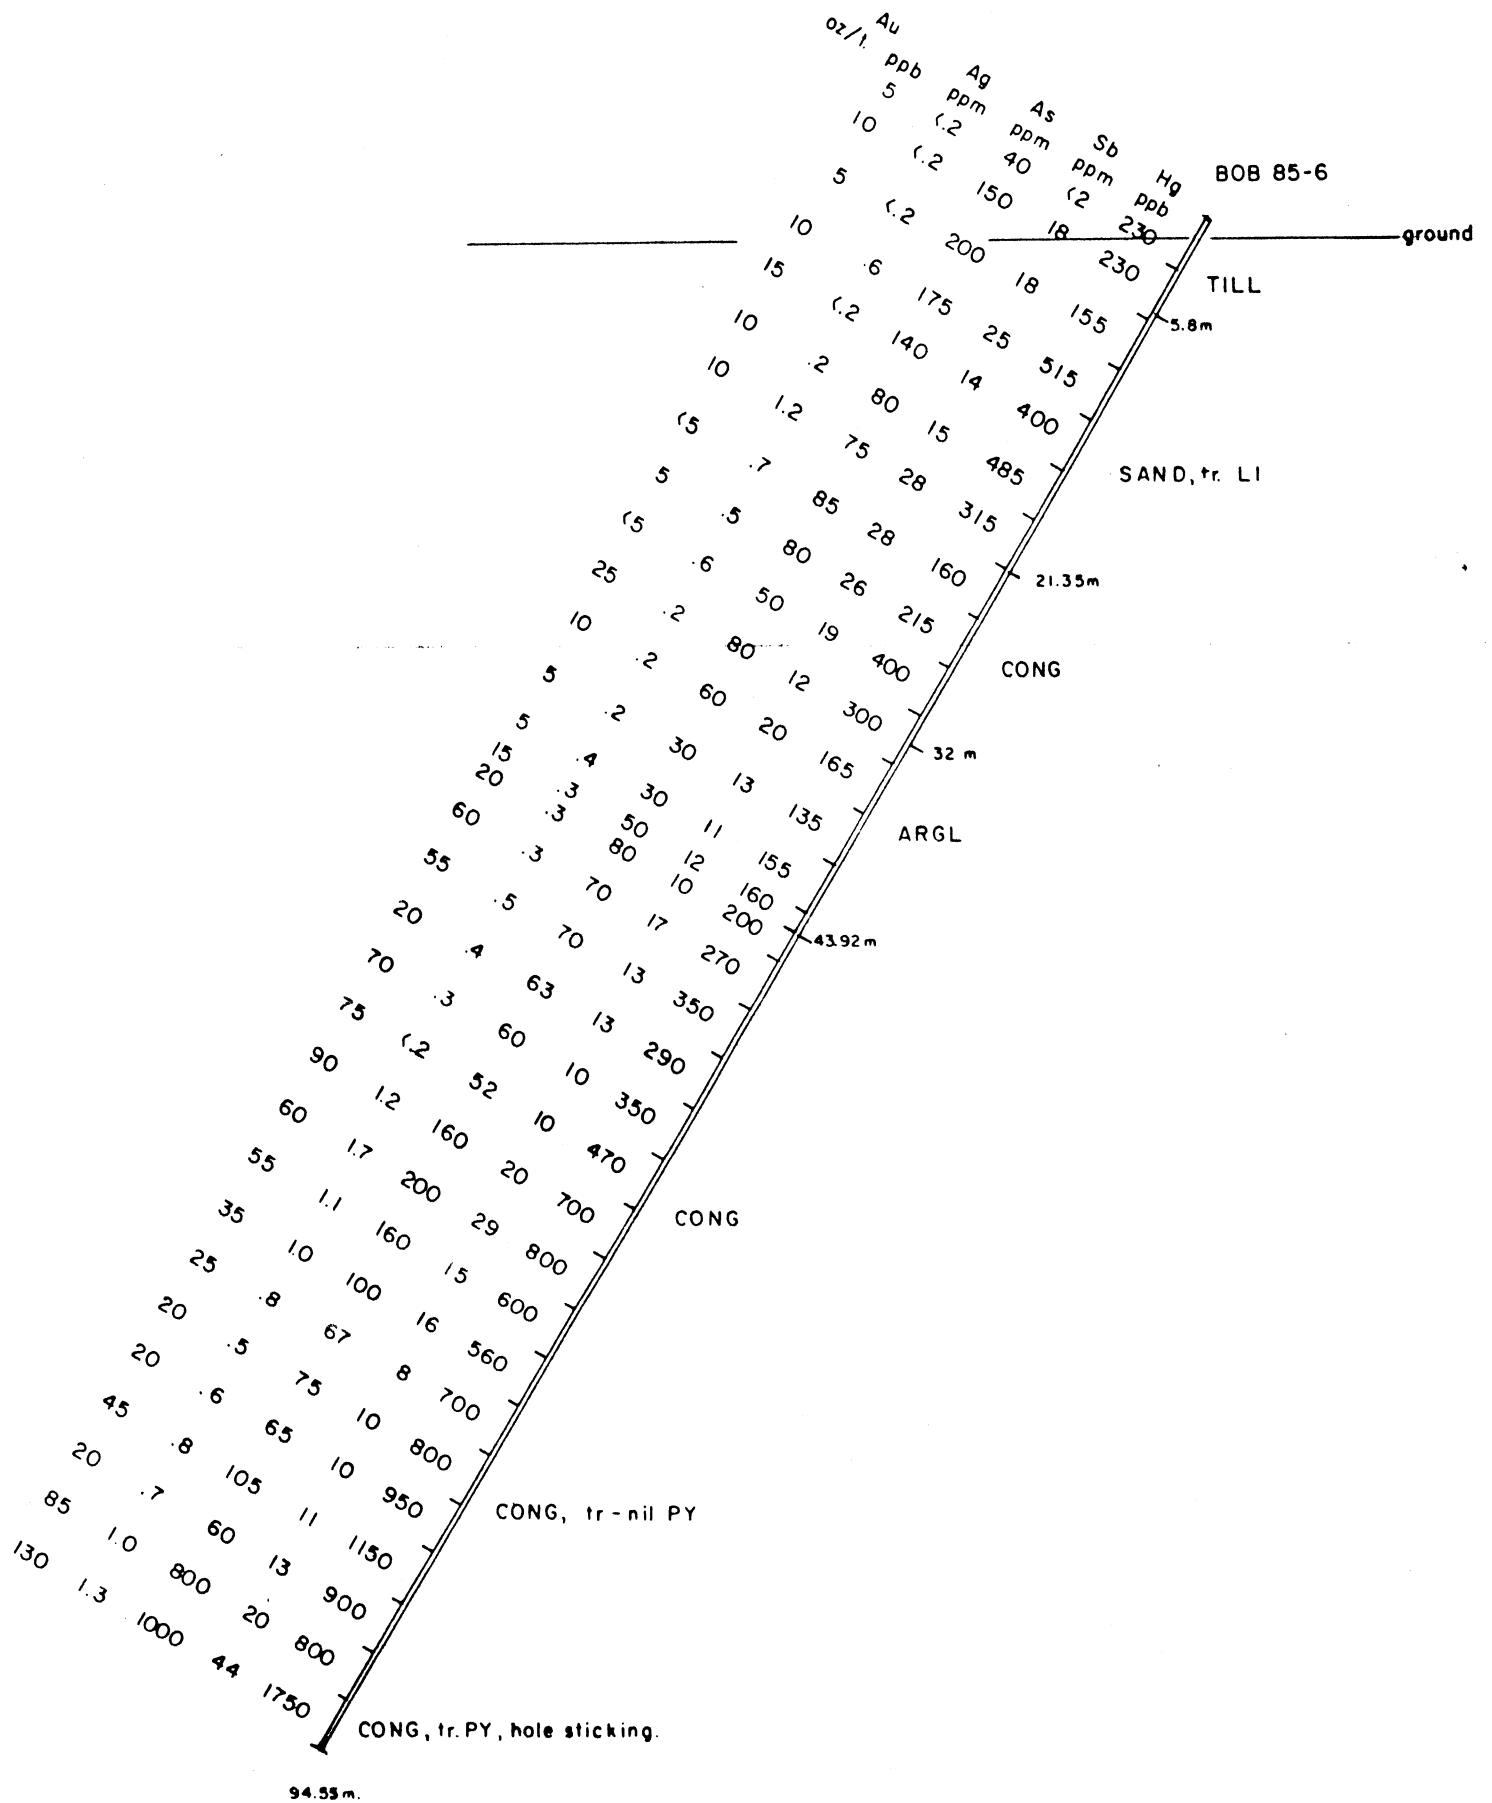 Au
oz/t. ppb
Ag ppm
As ppm
Sb ppm
Hg ppb
BOB 85-6
5 <.2 40 <2 230
ground
10 <.2 150 18 230
TILL
5 <.2 200 18 155
5.8m
10 .6 175 25 515
15 <.2 140 14 400
10 .2 80 15 485
SAND, tr. LI
10 1.2 75 28 315
<5 .7 85 28 160
21.35m
5 .5 80 26 215
<5 .6 50 19 400
CONG
25 .2 80 12 300
32 m
10 .2 60 20 165
5 .2 30 13 135
ARGL
5 .4 30 11 155
15 .3 50 12 160
20 .3 80 10 200
43.92m
60 .3 70 17 270
55 .5 70 13 350
20 .4 63 13 290
70 .3 60 10 350
75 <.2 52 10 470
90 1.2 160 20 700
CONG
60 1.7 200 29 800
55 1.1 160 15 600
35 1.0 100 16 560
25 .8 67 8 700
20 .5 75 10 800
20 .6 65 10 950
CONG, tr-nil PY
45 .8 105 11 1150
20 .7 60 13 900
85 1.0 800 20 800
130 1.3 1000 44 1750
CONG, tr. PY, hole sticking.
94.55m.